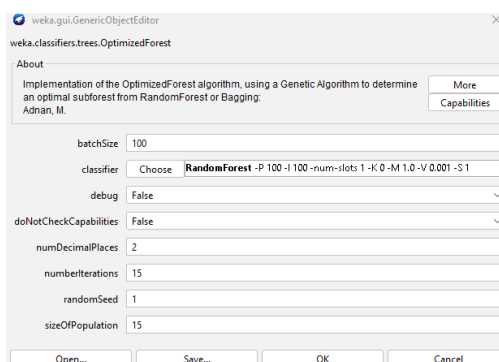 weka.gui.GenericObjectEditor
weka.classifiers.trees.OptimizedForest
About
Implementation of the OptimizedForest algorithm, using a Genetic Algorithm to determine
an optimal subforest from RandomForest or Bagging:
Adnan, M.
More
Capabilities
batchSize 100
classifier Choose RandomForest -P 100 -I 100 -num-slots 1 -K 0 -M 1.0 -V 0.001 -S 1
debug False
doNotCheckCapabilities False
numDecimalPlaces 2
numberIterations 15
randomSeed 1
sizeOfPopulation 15
Open... Save... OK Cancel